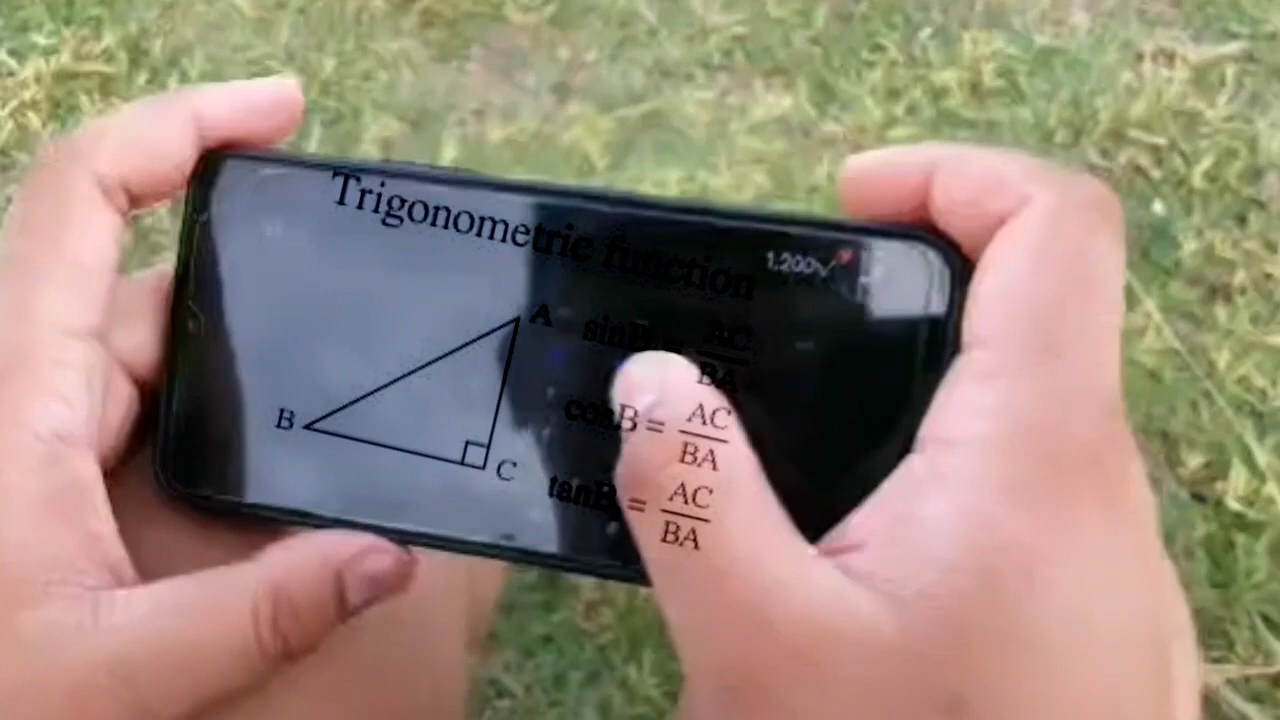 Trigonometric function
1.200
A
sinB = AC/BA
B
cosB = AC/BA
C
tanB = AC/BA